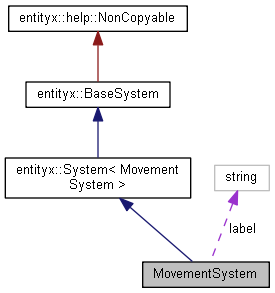 entityx::help::NonCopyable
entityx::BaseSystem
entityx::System< Movement
System >
string
label
MovementSystem